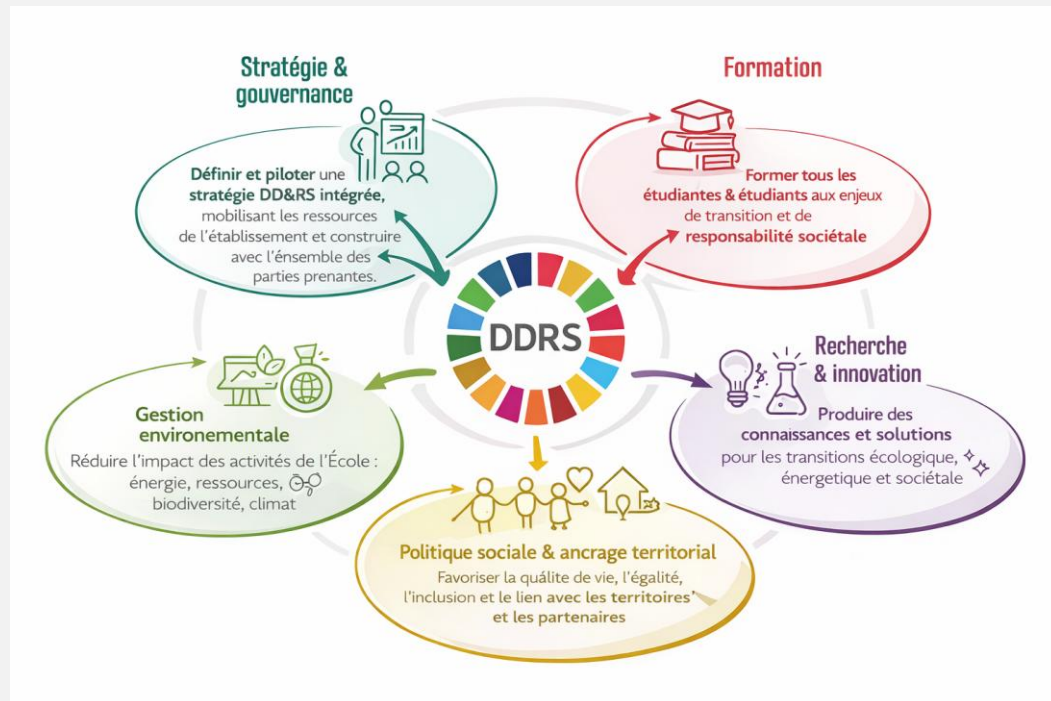 Stratégie &
gouvernance
Définir et piloter une
stratégie DD&RS intégrée,
mobilisant les ressources
de l'établissement et construire
avec l'énsemble des
parties prenantes.
Formation
Former tous les
étudiantes & étudiants aux enjeux
de transition et de
responsabilité sociétale
DDRS
Gestion
environementale
Réduire l'impact des activités de l'École :
énergie, ressources,
biodiversité, climat
Recherche
& innovation
Produire des
connaissances et solutions
pour les transitions écologique,
énergetique et sociétale
Politique sociale & ancrage territorial
Favoriser la quálite de vie, l'égalité,
l'inclusion et le lien avec les territoires'
et les partenaires